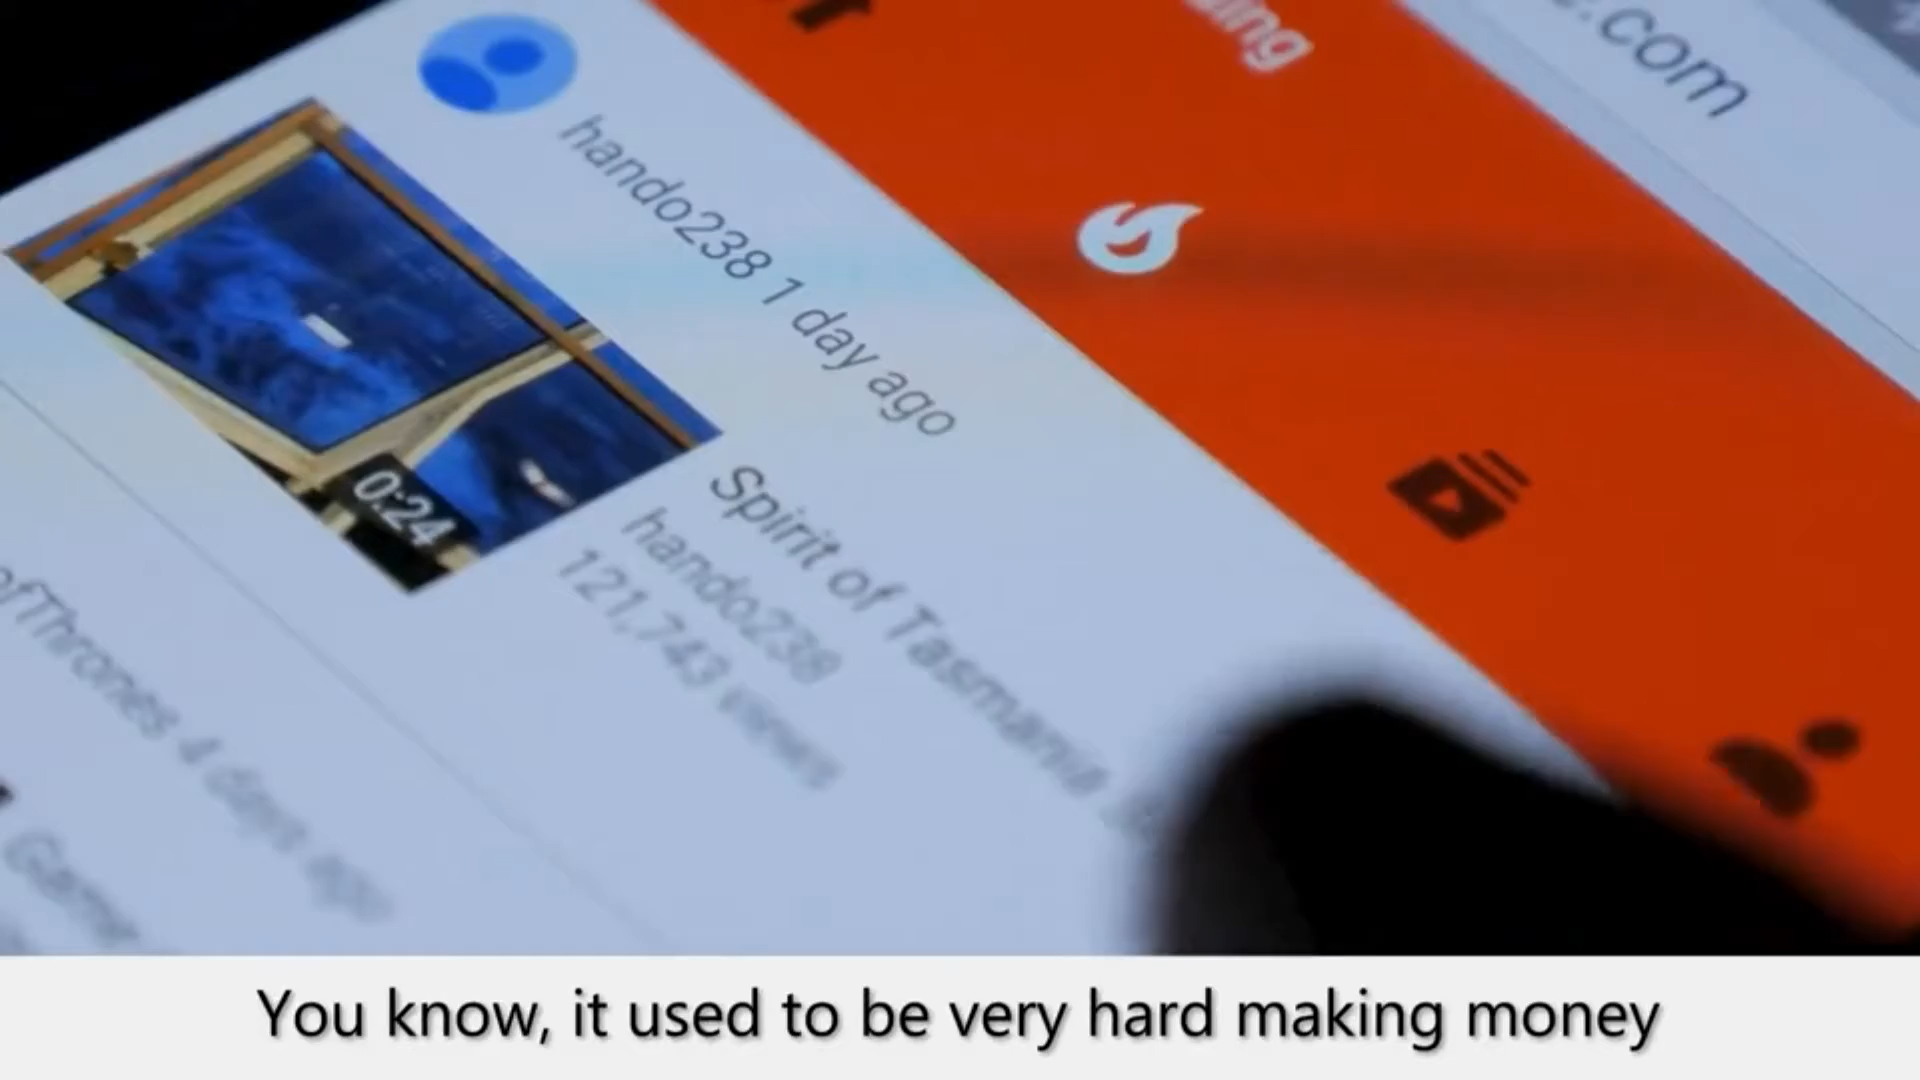 .com
hando238 1 day ago
0:24
Spirit of Tasmania
hando238
121,743 views
ofThrones 4 days ago
Game
You know, it used to be very hard making money